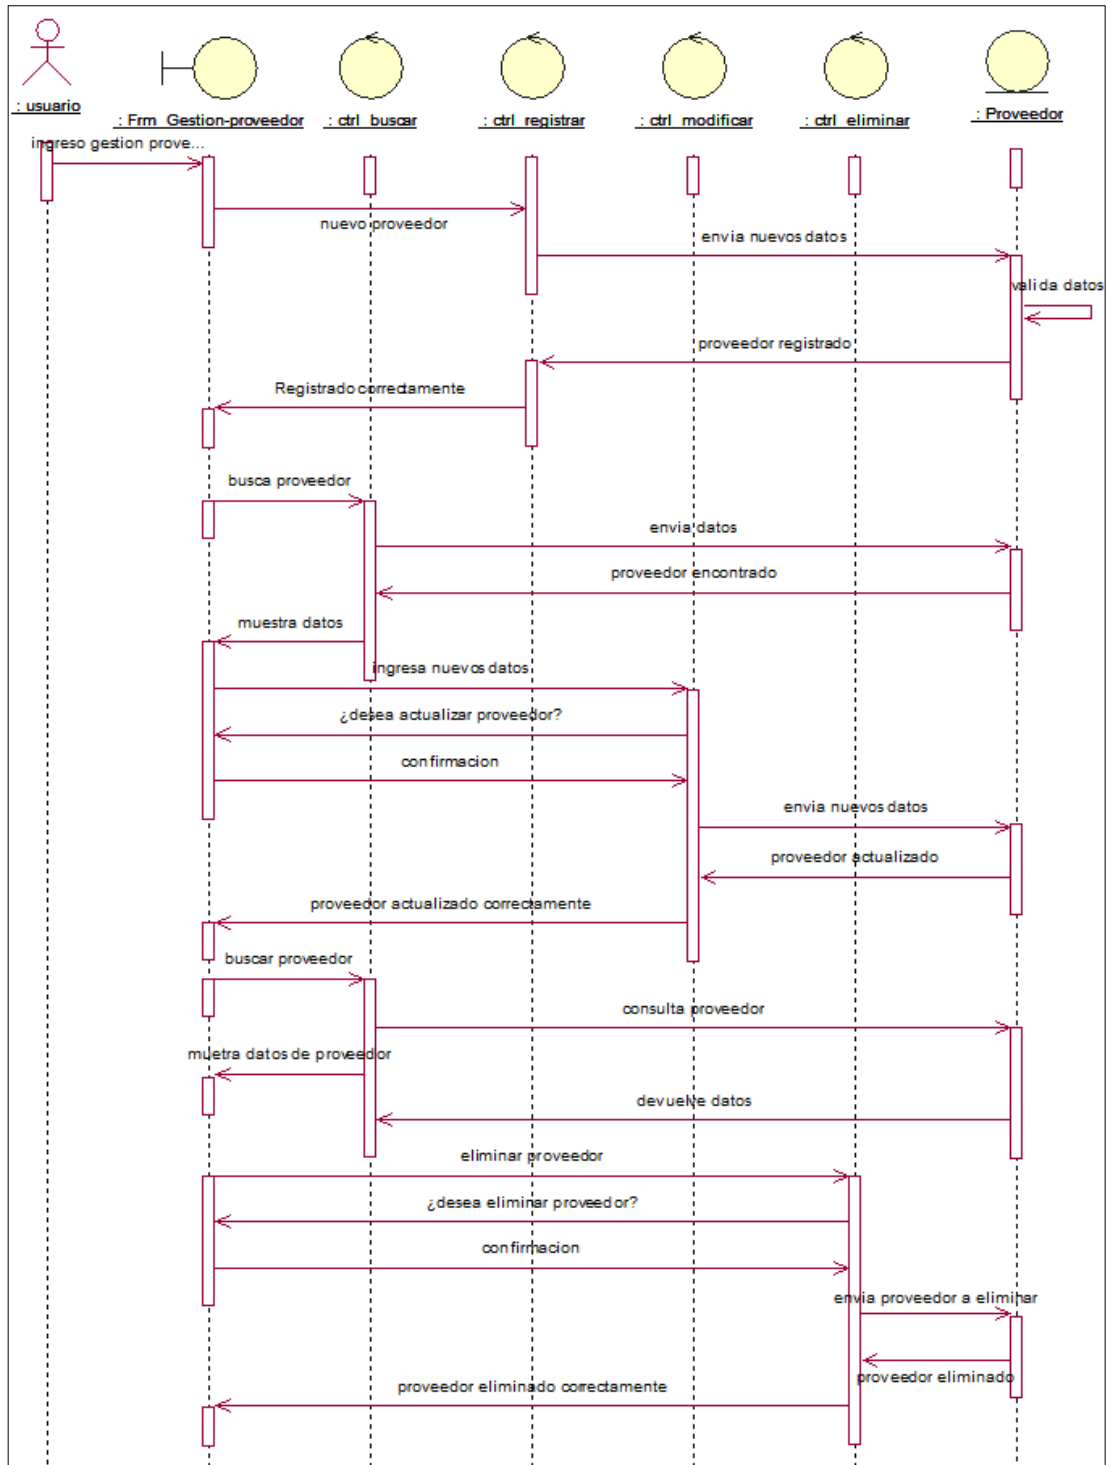 : usuario
: Frm_Gestion-proveedor
: ctrl_buscar
: ctrl_registrar
: ctrl_modificar
: ctrl_eliminar
: Proveedor
ingreso gestion prove...
nuevo proveedor
envia nuevos datos
valida datos
proveedor registrado
Registrado correctamente
busca proveedor
envia datos
proveedor encontrado
muestra datos
ingresa nuevos datos
¿desea actualizar proveedor?
confirmacion
envia nuevos datos
proveedor actualizado
proveedor actualizado correctamente
buscar proveedor
consulta proveedor
muetra datos de proveedor
devuelve datos
eliminar proveedor
¿desea eliminar proveedor?
confirmacion
envia proveedor a eliminar
proveedor eliminado
proveedor eliminado correctamente